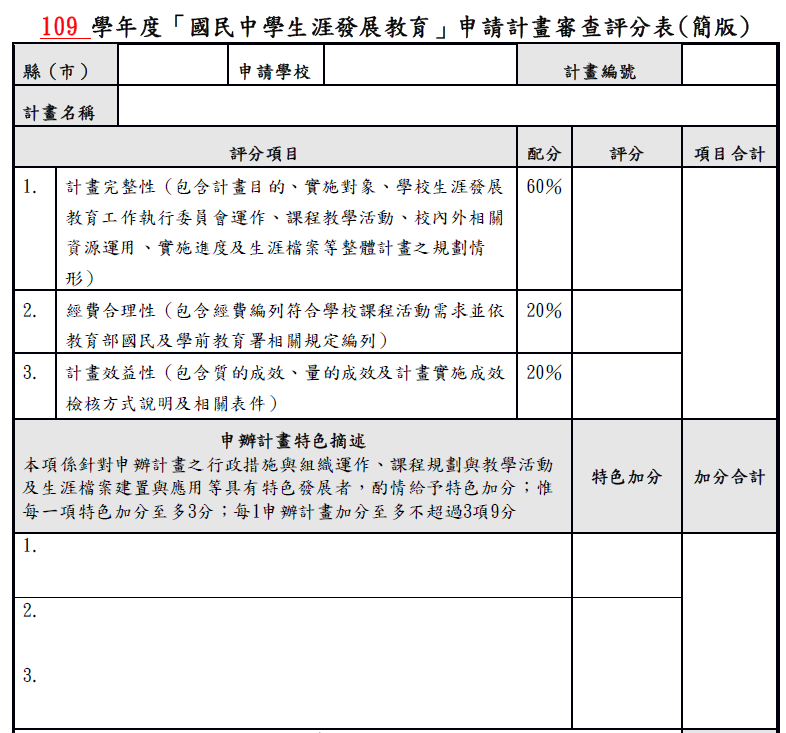 109 學年度「國民中學生涯發展教育」申請計畫審查評分表(簡版)
縣（市） 申請學校 計畫編號
計畫名稱
評分項目 配分 評分 項目合計
1. 計畫完整性（包含計畫目的、實施對象、學校生涯發展 60%
教育工作執行委員會運作、課程教學活動、校內外相關
資源運用、實施進度及生涯檔案等整體計畫之規劃情
形）
2. 經費合理性（包含經費編列符合學校課程活動需求並依 20%
教育部國民及學前教育署相關規定編列）
3. 計畫效益性（包含質的成效、量的成效及計畫實施成效 20%
檢核方式說明及相關表件）
申辦計畫特色摘述
本項係針對申辦計畫之行政措施與組織運作、課程規劃與教學活動
及生涯檔案建置與應用等具有特色發展者，酌情給予特色加分；惟
每一項特色加分至多3分；每1申辦計畫加分至多不超過3項9分
特色加分 加分合計
1.
2.
3.